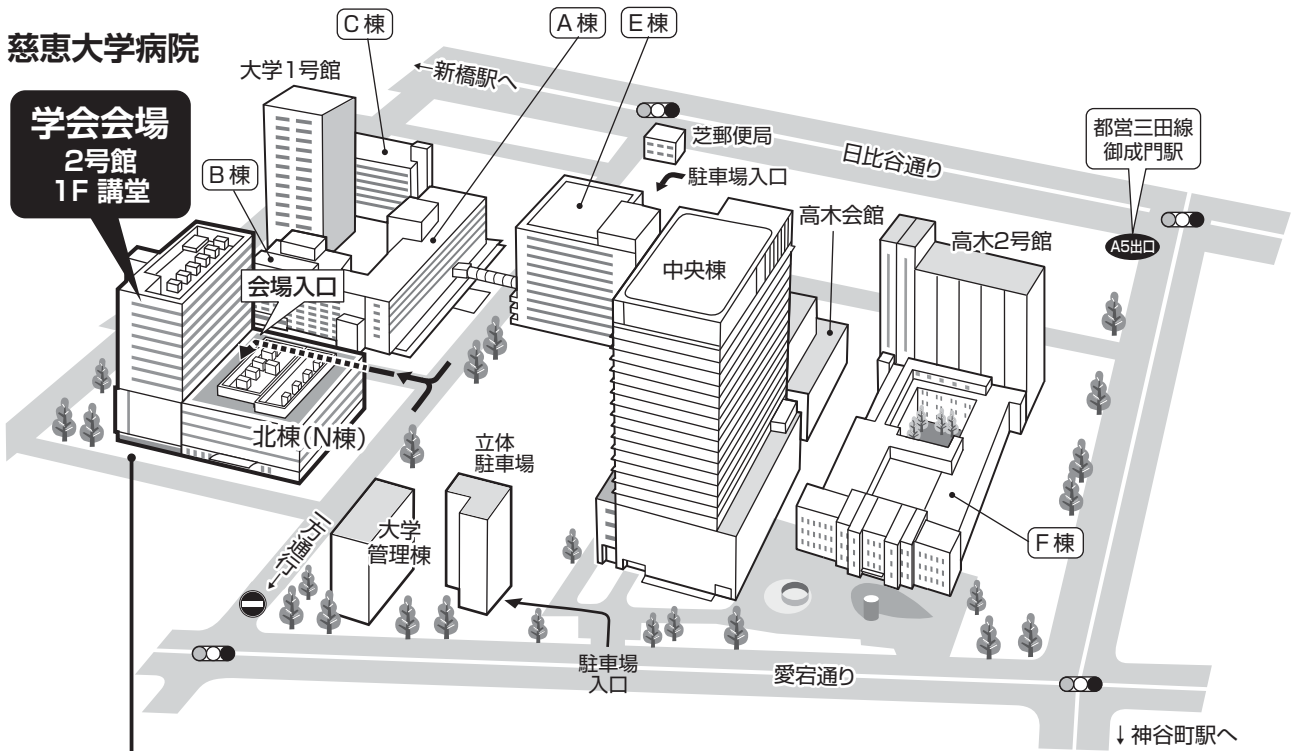 慈恵大学病院
学会会場
2号館
1F 講堂
C棟
A棟
E棟
大学1号館
←新橋駅へ
芝郵便局
駐車場入口
日比谷通り
都営三田線
御成門駅
A5出口
B棟
会場入口
中央棟
高木会館
高木2号館
北棟(N棟)
立体
駐車場
大学
管理棟
一方通行→
F棟
駐車場
入口
愛宕通り
↓神谷町駅へ